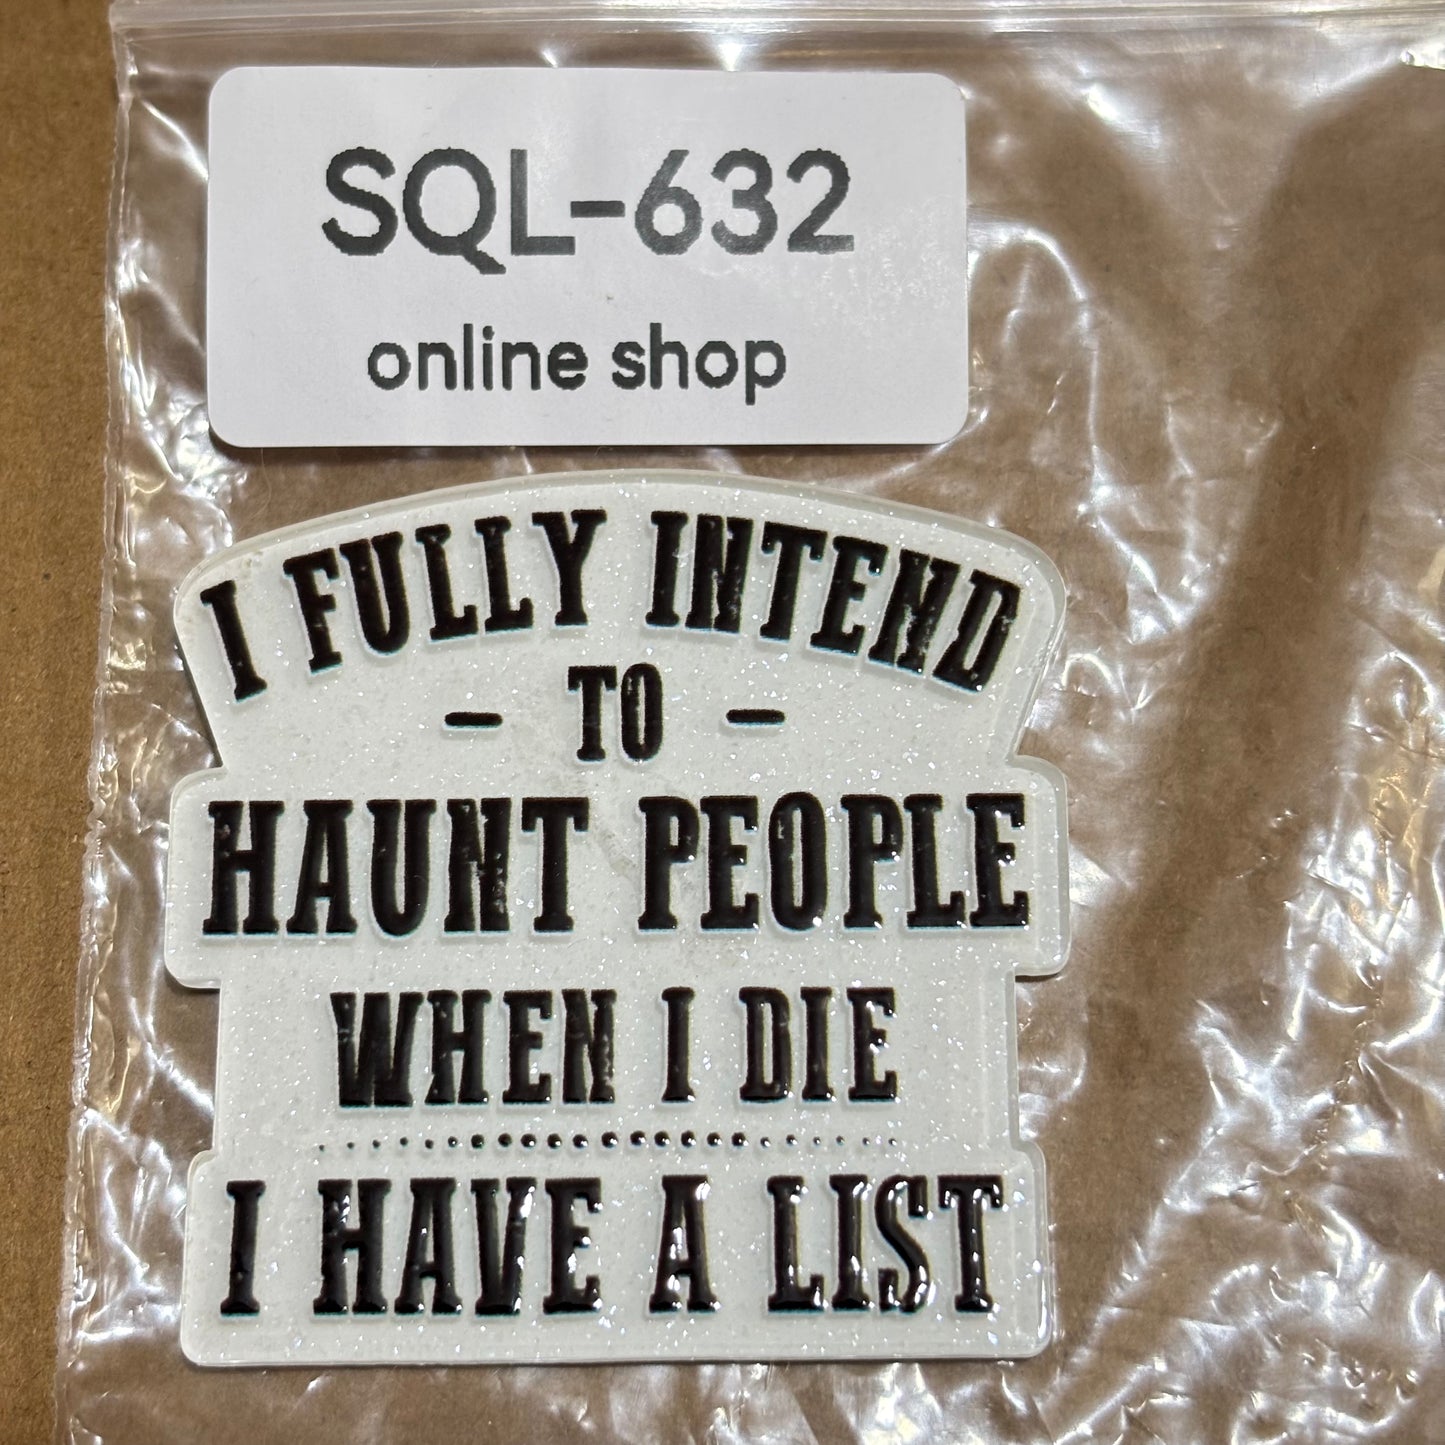 SQL-632
online shop
I FULLY INTEND
- TO -
HAUNT PEOPLE
WHEN I DIE
I HAVE A LIST